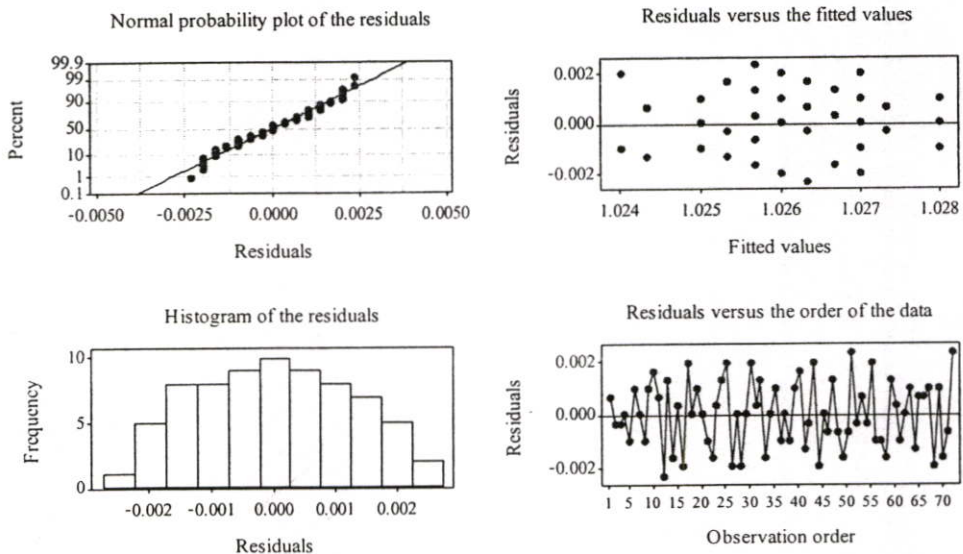 Normal probability plot of the residuals
99.9
99
90
50
10
1
0.1
Percent
-0.0050 -0.0025 0.0000 0.0025 0.0050
Residuals
Residuals versus the fitted values
0.002
0.000
-0.002
Residuals
1.024 1.025 1.026 1.027 1.028
Fitted values
Histogram of the residuals
10
5
0
Frequency
-0.002 -0.001 0.000 0.001 0.002
Residuals
Residuals versus the order of the data
0.002
0.000
-0.002
Residuals
1 5 10 15 20 25 30 35 40 45 50 55 60 65 70
Observation order